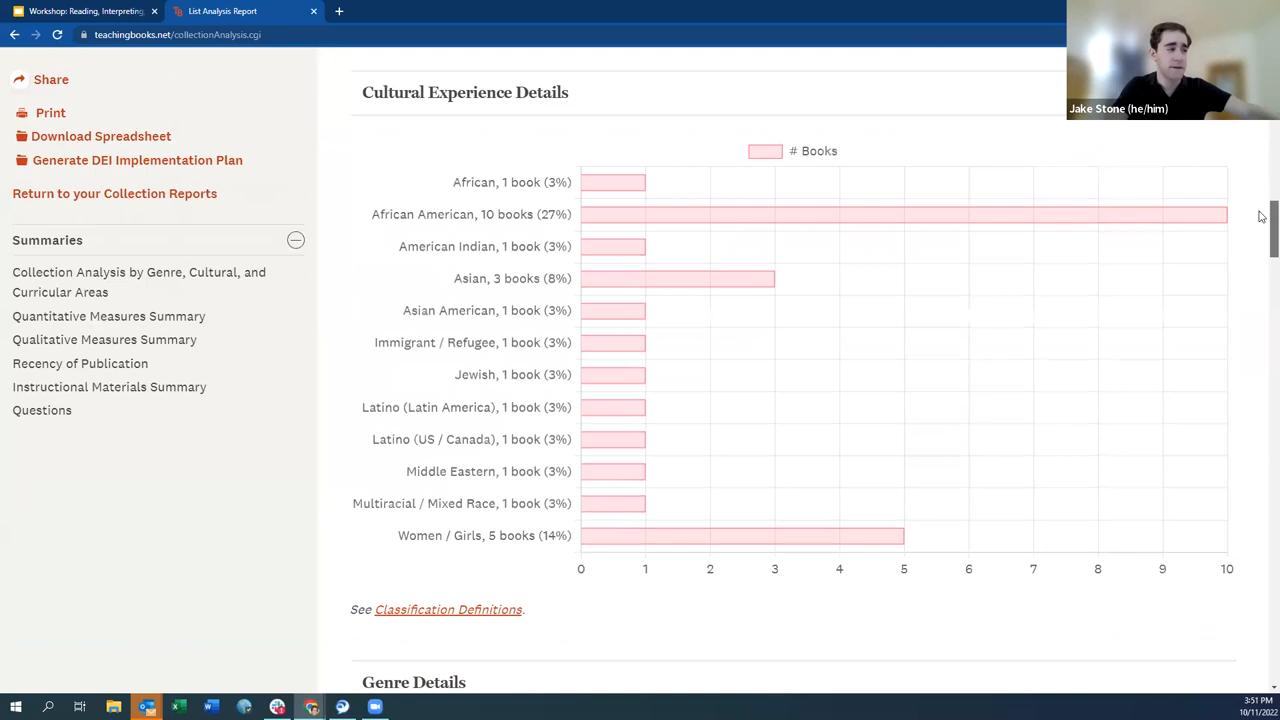 Workshop: Reading, Interpreting,
List Analysis Report
teachingbooks.net/collectionAnalysis.cgi
Jake Stone (he/him)
Share
Print
Download Spreadsheet
Generate DEI Implementation Plan
Return to your Collection Reports
Summaries
Collection Analysis by Genre, Cultural, and
Curricular Areas
Quantitative Measures Summary
Qualitative Measures Summary
Recency of Publication
Instructional Materials Summary
Questions
Cultural Experience Details
# Books
African, 1 book (3%)
African American, 10 books (27%)
American Indian, 1 book (3%)
Asian, 3 books (8%)
Asian American, 1 book (3%)
Immigrant / Refugee, 1 book (3%)
Jewish, 1 book (3%)
Latino (Latin America), 1 book (3%)
Latino (US / Canada), 1 book (3%)
Middle Eastern, 1 book (3%)
Multiracial / Mixed Race, 1 book (3%)
Women / Girls, 5 books (14%)
0 1 2 3 4 5 6 7 8 9 10
See Classification Definitions.
Genre Details
3:51 PM
10/11/2022